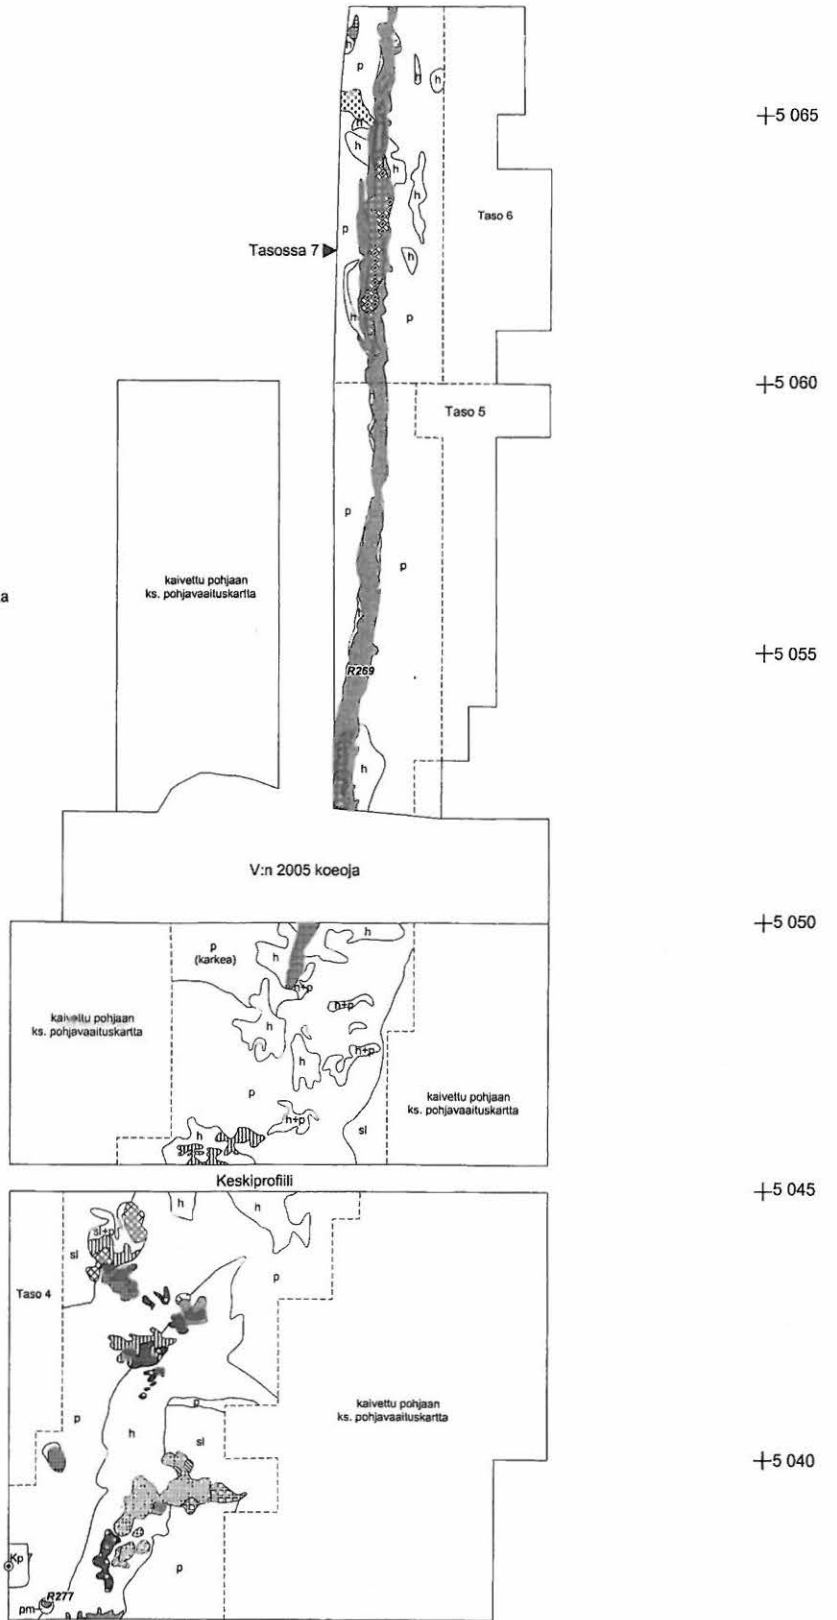 h
p
h
h
+5 065
h
h
h
h
Taso 6
p
Tasossa 7
h
h
p
+5 060
Taso 5
p
p
kaivettu pohjaan
ks. pohjavaaituskartta
a
+5 055
R269
h
V:n 2005 koeoja
+5 050
p
(karkea)
h
h
h+p
h+p
kaivettu pohjaan
ks. pohjavaaituskartta
h
h
h+p
p
kaivettu pohjaan
ks. pohjavaaituskartta
h+p
h
sl
Keskiprofiili
+5 045
h
h
sl+p
sl
p
Taso 4
p
kaivettu pohjaan
ks. pohjavaaituskartta
p
h
sl
+5 040
Kp 7
p
R277
pm